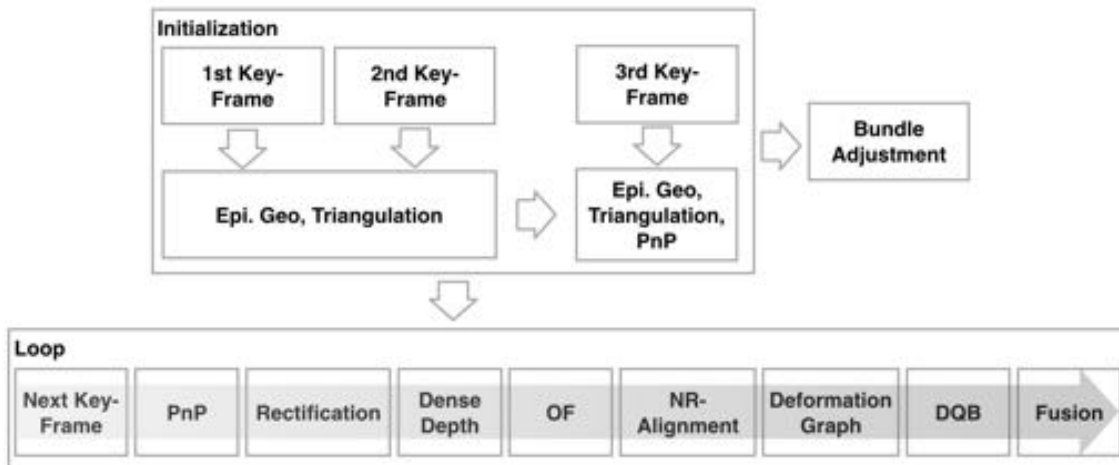 Initialization
1st Key-
Frame
2nd Key-
Frame
3rd Key-
Frame
Bundle
Adjustment
Epi. Geo, Triangulation
Epi. Geo,
Triangulation,
PnP
Loop
Next Key-
Frame
PnP
Rectification
Dense
Depth
OF
NR-
Alignment
Deformation
Graph
DQB
Fusion